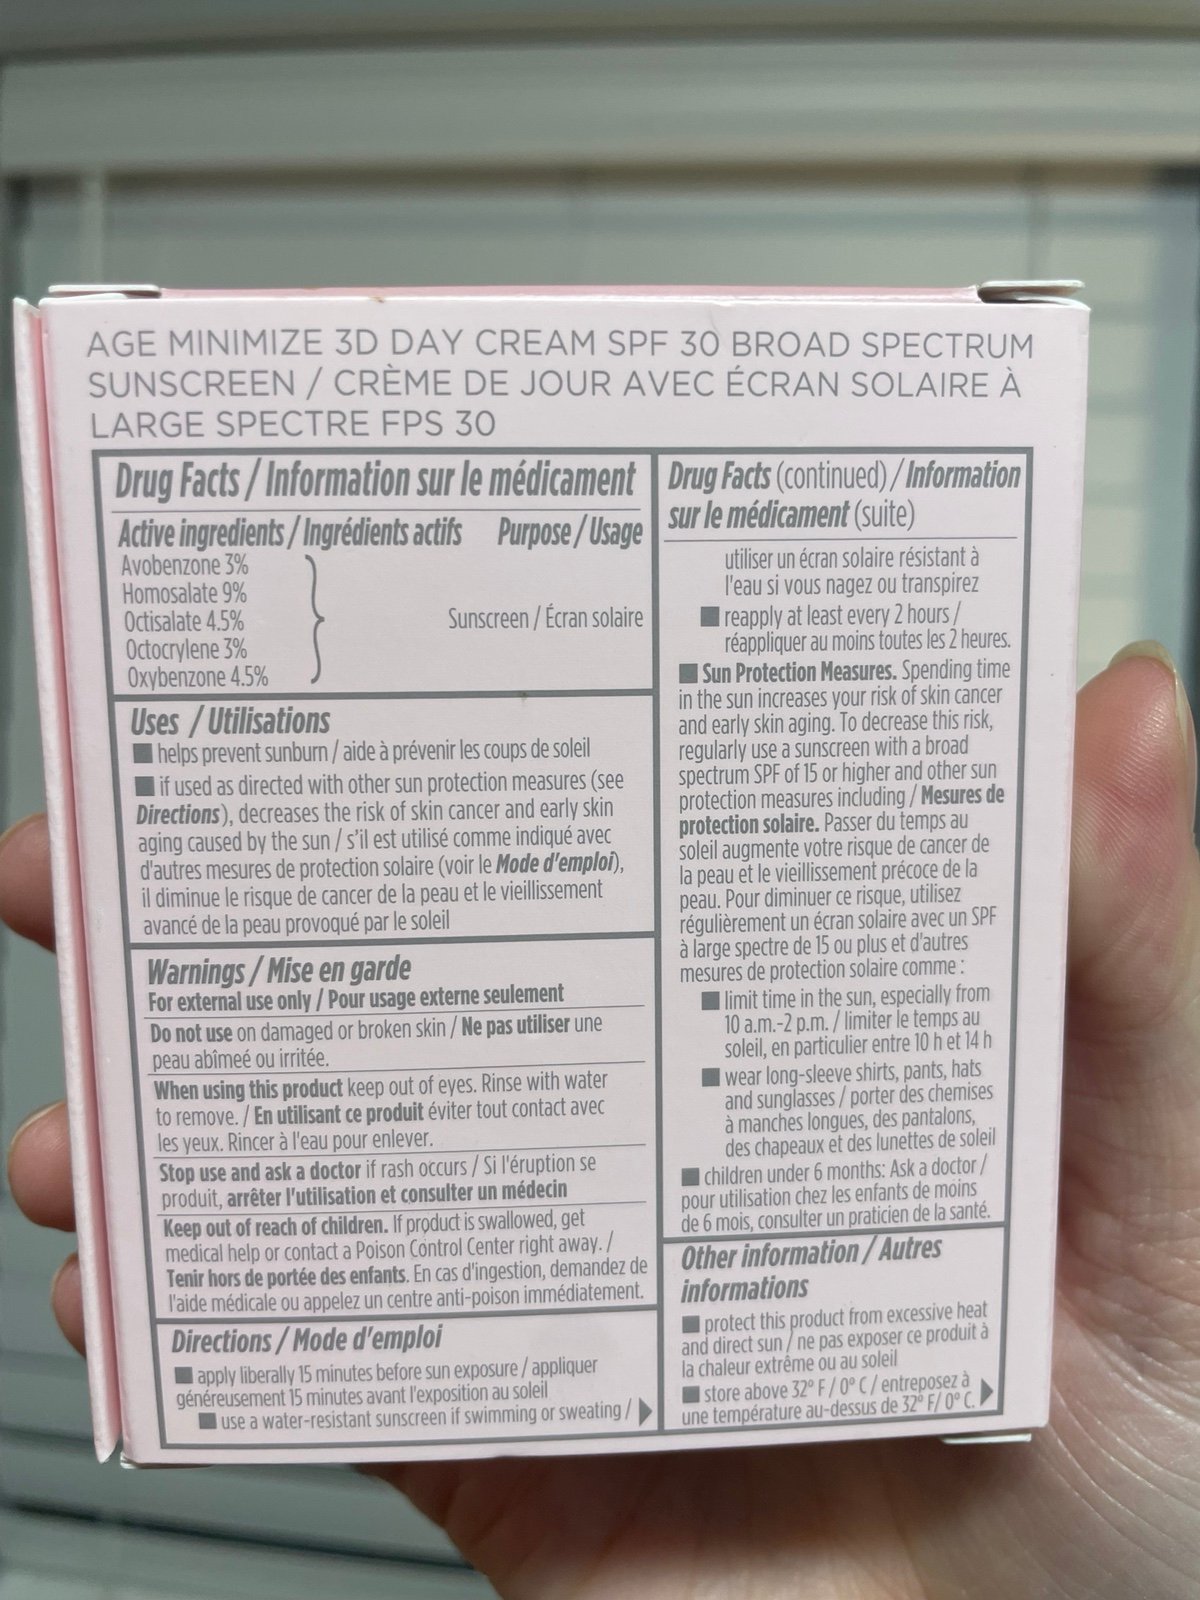 AGE MINIMIZE 3D DAY CREAM SPF 30 BROAD SPECTRUM
SUNSCREEN / CRÈME DE JOUR AVEC ÉCRAN SOLAIRE À
LARGE SPECTRE FPS 30
Drug Facts / Information sur le médicament
Active ingredients / Ingrédients actifs Purpose / Usage
Avobenzone 3%
Homosalate 9%
Octisalate 4.5%
Octocrylene 3%
Oxybenzone 4.5%
Sunscreen / Écran solaire
Uses / Utilisations
■ helps prevent sunburn / aide à prévenir les coups de soleil
■ if used as directed with other sun protection measures (see
Directions), decreases the risk of skin cancer and early skin
aging caused by the sun / s'il est utilisé comme indiqué avec
d'autres mesures de protection solaire (voir le Mode d'emploi),
il diminue le risque de cancer de la peau et le vieillissement
avancé de la peau provoqué par le soleil
Warnings / Mise en garde
For external use only / Pour usage externe seulement
Do not use on damaged or broken skin / Ne pas utiliser une
peau abîmeé ou irritée.
When using this product keep out of eyes. Rinse with water
to remove. / En utilisant ce produit éviter tout contact avec
les yeux. Rincer à l'eau pour enlever.
Stop use and ask a doctor if rash occurs / Si l'éruption se
produit, arrêter l'utilisation et consulter un médecin
Keep out of reach of children. If product is swallowed, get
medical help or contact a Poison Control Center right away. /
Tenir hors de portée des enfants. En cas d'ingestion, demandez de
l'aide médicale ou appelez un centre anti-poison immédiatement.
Directions / Mode d'emploi
■ apply liberally 15 minutes before sun exposure / appliquer
généreusement 15 minutes avant l'exposition au soleil
■ use a water-resistant sunscreen if swimming or sweating / ▶
Drug Facts (continued) / Information
sur le médicament (suite)
utiliser un écran solaire résistant à
l'eau si vous nagez ou transpirez
■ reapply at least every 2 hours /
réappliquer au moins toutes les 2 heures.
■ Sun Protection Measures. Spending time
in the sun increases your risk of skin cancer
and early skin aging. To decrease this risk,
regularly use a sunscreen with a broad
spectrum SPF of 15 or higher and other sun
protection measures including / Mesures de
protection solaire. Passer du temps au
soleil augmente votre risque de cancer de
la peau et le vieillissement précoce de la
peau. Pour diminuer ce risque, utilisez
régulièrement un écran solaire avec un SPF
à large spectre de 15 ou plus et d'autres
mesures de protection solaire comme :
■ limit time in the sun, especially from
10 a.m.-2 p.m. / limiter le temps au
soleil, en particulier entre 10 h et 14 h
■ wear long-sleeve shirts, pants, hats
and sunglasses / porter des chemises
à manches longues, des pantalons,
des chapeaux et des lunettes de soleil
■ children under 6 months: Ask a doctor /
pour utilisation chez les enfants de moins
de 6 mois, consulter un praticien de la santé.
Other information / Autres
informations
■ protect this product from excessive heat
and direct sun / ne pas exposer ce produit à
la chaleur extrême ou au soleil
■ store above 32° F / 0° C / entreposez à
une température au-dessus de 32° F/ 0° C. ▶